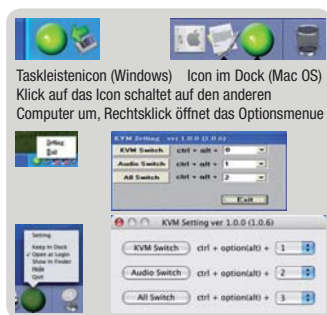 Taskleistenicon (Windows) Icon im Dock (Mac OS)
Klick auf das Icon schaltet auf den anderen
Computer um, Rechtsklick öffnet das Optionsmenue
Setting
Exit
KVM Setting ver 1.0.0 (1.0.6)
KVM Switch ctrl + alt + 0
Audio Switch ctrl + alt + 1
All Switch ctrl + alt + 2
Exit
Setting
Keep in Dock
Open at Login
Show In Finder
Hide
Quit
KVM Setting ver 1.0.0 (1.0.6)
KVM Switch ctrl + option(alt) + 1
Audio Switch ctrl + option(alt) + 2
All Switch ctrl + option(alt) + 3